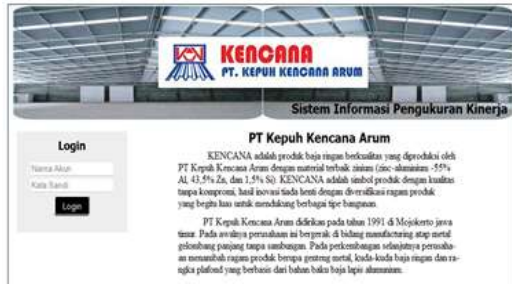 KENCANA
PT. KEPUH KENCANA ARUM
Sistem Informasi Pengukuran Kinerja
Login
Nama Akun
Kata Sandi
Login
PT Kepuh Kencana Arum
KENCANA adalah produk baja ringan berkualitas yang diproduksi oleh
PT Kepuh Kencana Arum dengan material terbaik zinium (zinc-aluminium -55%
Al, 43,5% Zn, dan 1,5% Si). KENCANA adalah simbol produk dengan kualitas
tanpa kompromi, hasil inovasi tiada henti dengan diversifikasi ragam produk
yang begitu luas untuk mendukung berbagai tipe bangunan.
PT Kepuh Kencana Arum didirikan pada tahun 1991 di Mojokerto jawa
timur. Pada awalnya perusahaan ini bergerak di bidang manufacturing atap metal
gelombang panjang tanpa sambungan. Pada perkembangan selanjutnya perusaha-
an menambah ragam produk berupa genteng metal, kuda-kuda baja ringan dan ra-
ngka plafond yang berbasis dari bahan baku baja lapis alumunium.